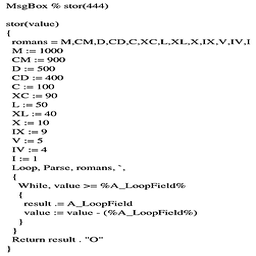 MsgBox % stor(444)

stor(value)
{
romans = M,CM,D,CD,C,XC,L,XL,X,IX,V,IV,I
M := 1000
CM := 900
D := 500
CD := 400
C := 100
XC := 90
L := 50
XL := 40
X := 10
IX := 9
V := 5
IV := 4
I := 1
Loop, Parse, romans, `,
{
While, value >= %A_LoopField%
{
result .= A_LoopField
value := value - (%A_LoopField%)
}
}
Return result . "O"
}